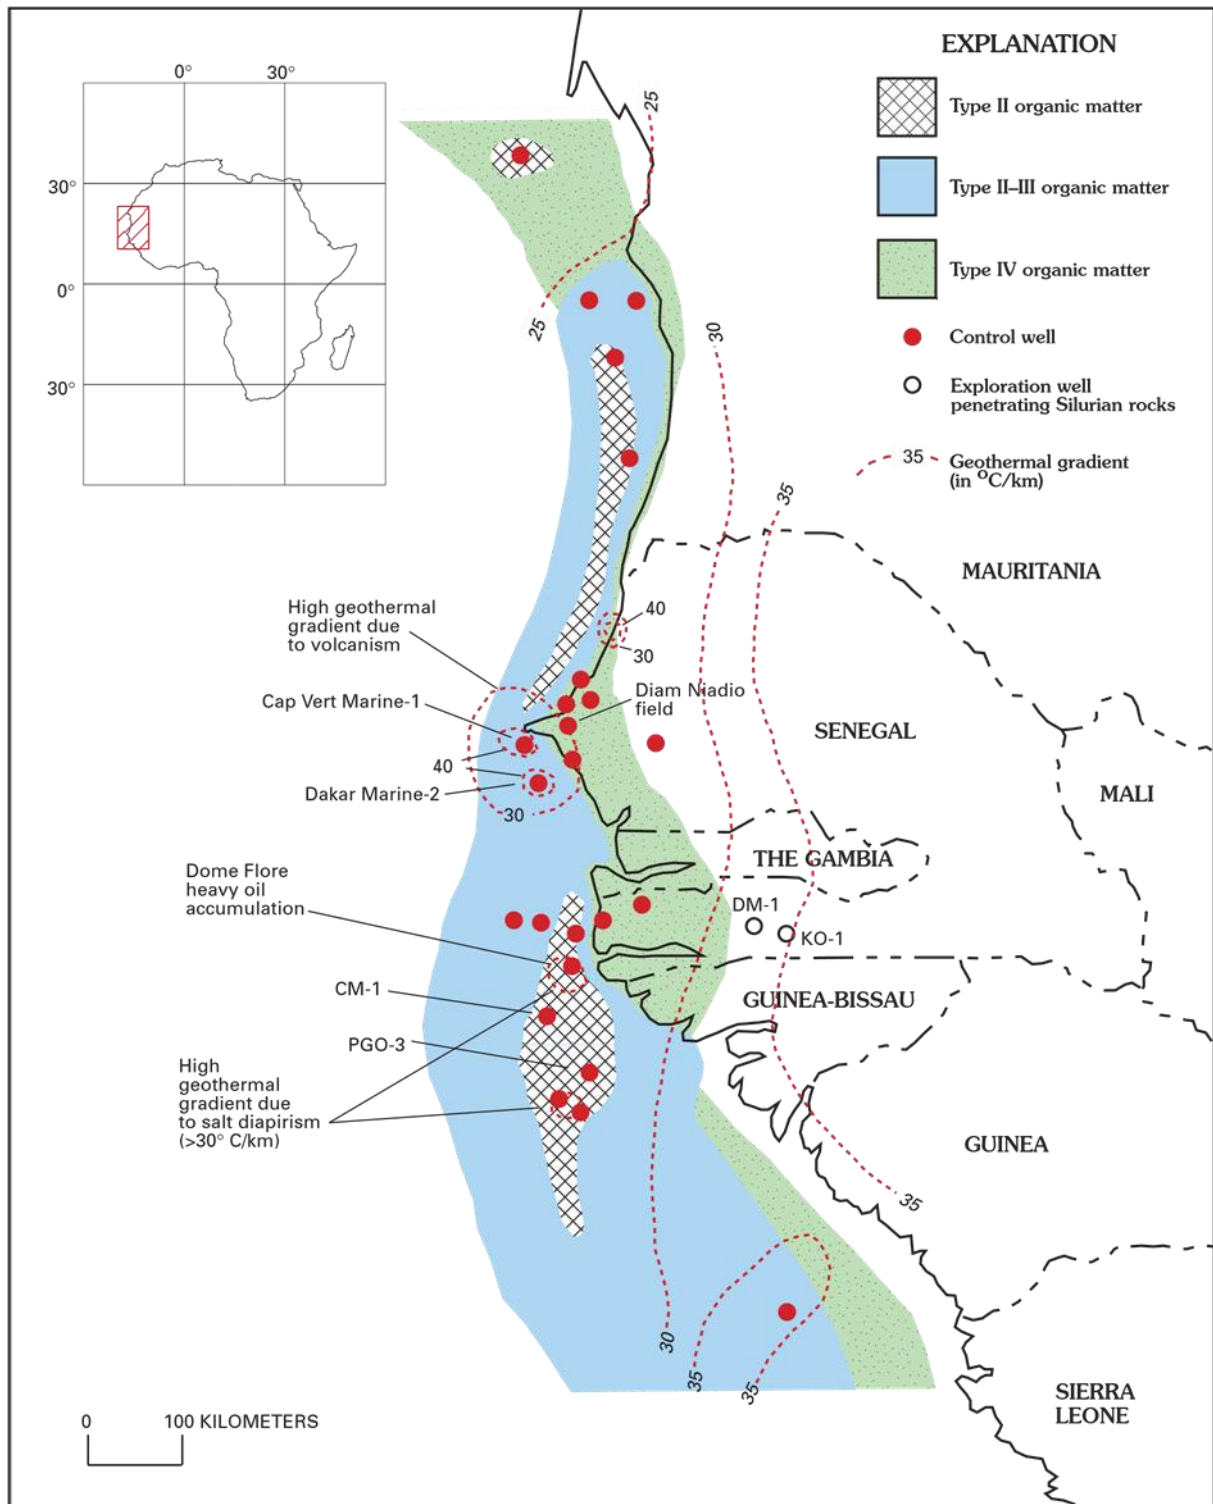 EXPLANATION
Type II organic matter
Type II–III organic matter
Type IV organic matter
Control well
Exploration well
penetrating Silurian rocks
35
Geothermal gradient
(in °C/km)
0°
30°
30°
0°
30°
25
25
30
35
MAURITANIA
High geothermal
gradient due
to volcanism
40
30
Cap Vert Marine-1
Diam Niadio
field
SENEGAL
40
Dakar Marine-2
30
MALI
THE GAMBIA
Dome Flore
heavy oil
accumulation
DM-1
KO-1
CM-1
GUINEA-BISSAU
PGO-3
High
geothermal
gradient due
to salt diapirism
(>30° C/km)
GUINEA
35
30
35
35
SIERRA
LEONE
0
100 KILOMETERS